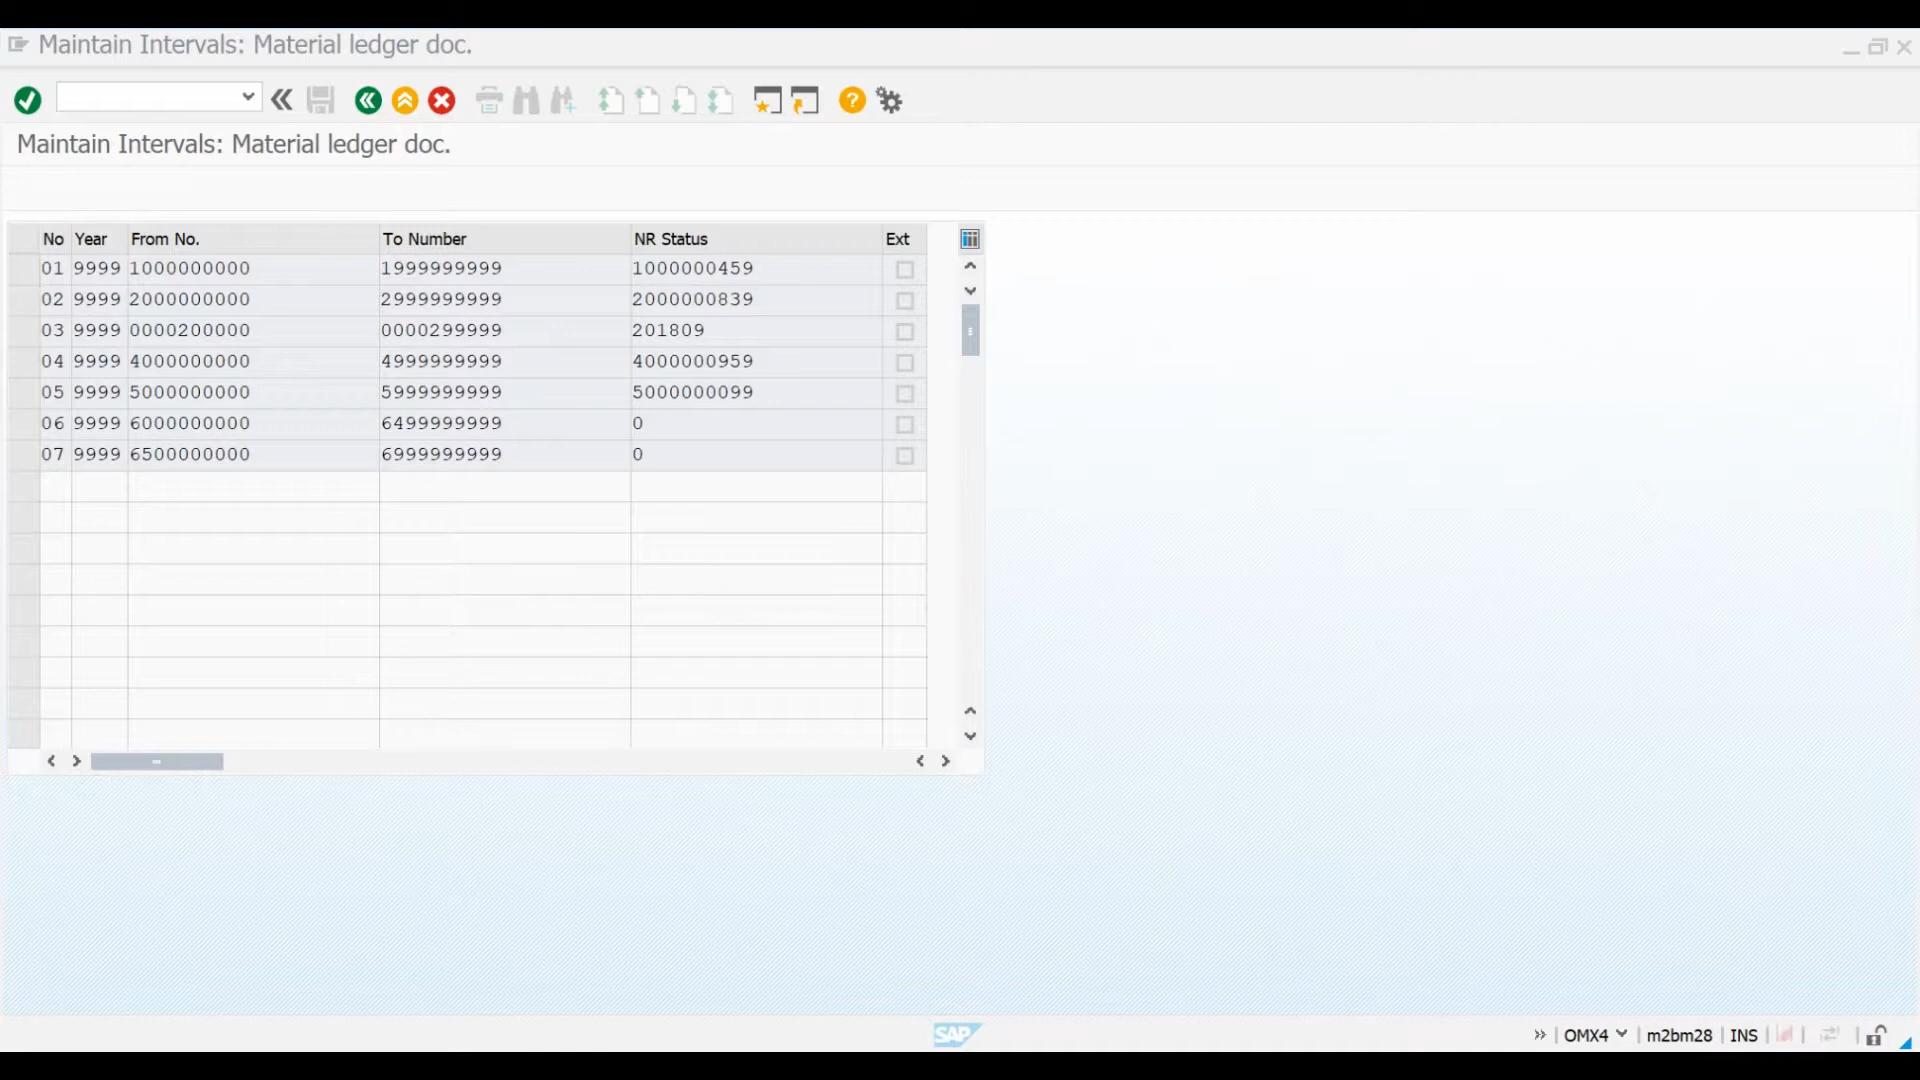 Maintain Intervals: Material ledger doc.
Maintain Intervals: Material ledger doc.
No Year From No. To Number NR Status Ext
01 9999 1000000000 1999999999 1000000459
02 9999 2000000000 2999999999 2000000839
03 9999 0000200000 0000299999 201809
04 9999 4000000000 4999999999 4000000959
05 9999 5000000000 5999999999 5000000099
06 9999 6000000000 6499999999 0
07 9999 6500000000 6999999999 0
SAP OMX4 m2bm28 INS